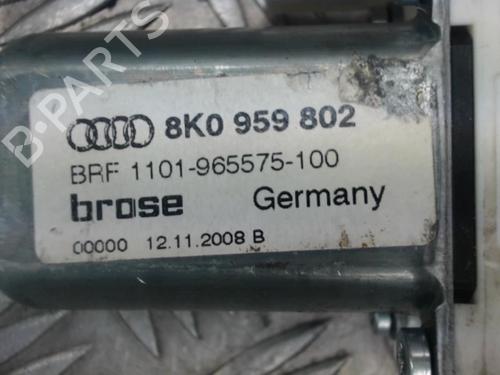 B-PARTS
8K0 959 802
BRF 1101-965575-100
brose Germany
00000 12.11.2008 B